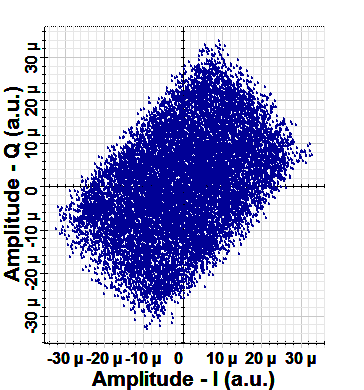 Amplitude - Q (a.u.)
30 µ
20 µ
10 µ
0
-10 µ
-20 µ
-30 µ
-30 µ -20 µ -10 µ 0 10 µ 20 µ 30 µ
Amplitude - I (a.u.)